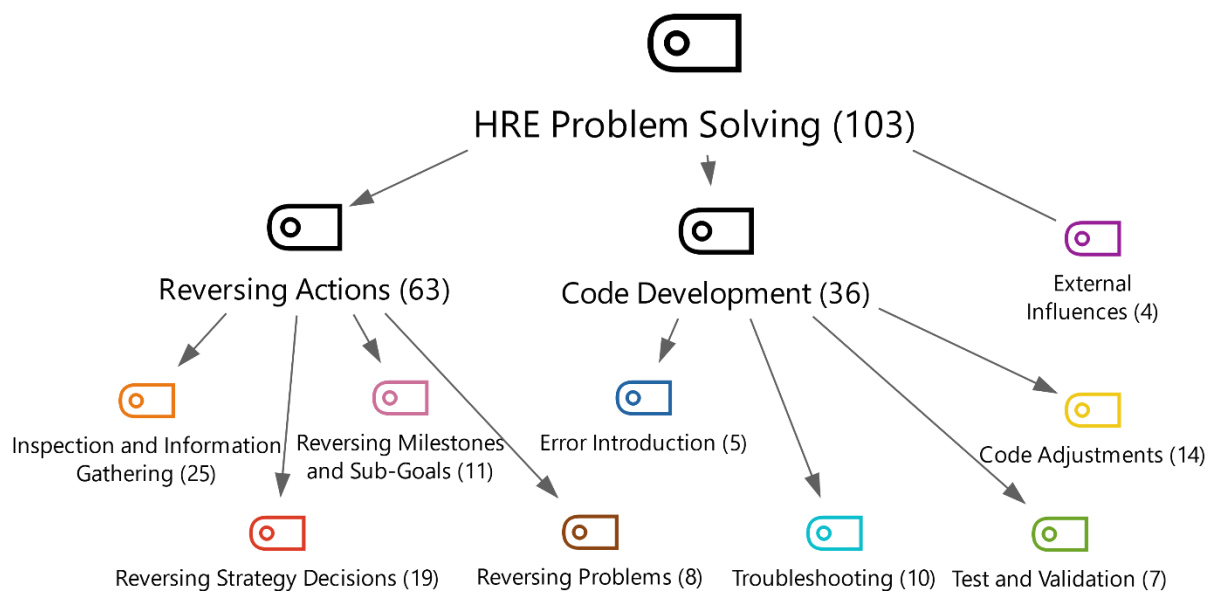 HRE Problem Solving (103)
Reversing Actions (63)
Code Development (36)
External
Influences (4)
Inspection and Information
Gathering (25)
Reversing Milestones
and Sub-Goals (11)
Error Introduction (5)
Code Adjustments (14)
Reversing Strategy Decisions (19)
Reversing Problems (8)
Troubleshooting (10)
Test and Validation (7)